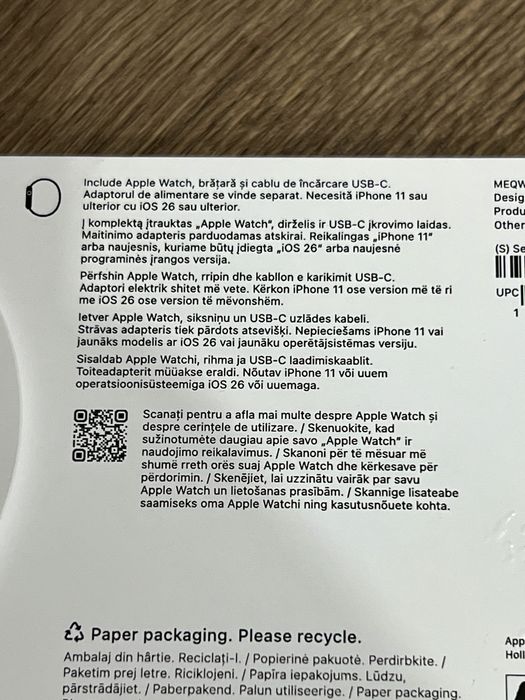 Include Apple Watch, brățară și cablu de încărcare USB-C.
Adaptorul de alimentare se vinde separat. Necesită iPhone 11 sau
ulterior cu iOS 26 sau ulterior.
Į komplektą įtrauktas „Apple Watch“, dirželis ir USB-C įkrovimo laidas.
Maitinimo adapteris parduodamas atskirai. Reikalingas „iPhone 11“
arba naujesnis, kuriame būtų įdiegta „iOS 26“ arba naujesnė
programinės įrangos versija.
Përfshin Apple Watch, rripin dhe kabllon e karikimit USB-C.
Adaptori elektrik shitet më vete. Kërkon iPhone 11 ose version më të ri
me iOS 26 ose version të mëvonshëm.
Ietver Apple Watch, siksniņu un USB-C uzlādes kabeli.
Strāvas adapteris tiek pārdots atsevišķi. Nepieciešams iPhone 11 vai
jaunāks modelis ar iOS 26 vai jaunāku operētājsistēmas versiju.
Sisaldab Apple Watchi, rihma ja USB-C laadimiskaablit.
Toiteadapterit müüakse eraldi. Nõutav iPhone 11 või uuem
operatsioonisüsteemiga iOS 26 või uuemaga.
Scanați pentru a afla mai multe despre Apple Watch și
despre cerințele de utilizare. / Skenuokite, kad
sužinotumėte daugiau apie savo „Apple Watch“ ir
naudojimo reikalavimus. / Skanoni për të mësuar më
shumë rreth orës suaj Apple Watch dhe kërkesave për
përdorimin. / Skenējiet, lai uzzinātu vairāk par savu
Apple Watch un lietošanas prasībām. / Skannige lisateabe
saamiseks oma Apple Watchi ning kasutusnõuete kohta.
MEQW
Desig
Produ
Other
(S) Se
UPC
1
Paper packaging. Please recycle.
Ambalaj din hârtie. Reciclați-l. / Popierinė pakuotė. Perdirbkite. /
Paketim prej letre. Riciklojeni. / Papīra iepakojums. Lūdzu,
pārstrādājiet. / Paberpakend. Palun utiliseerige. / Paper packaging.
App
Holl